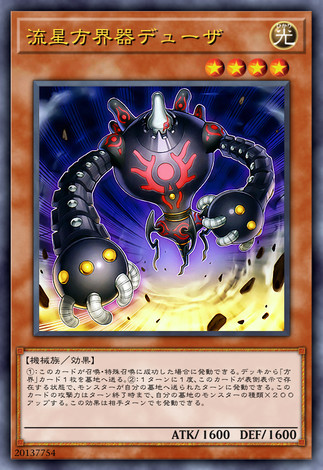 流星方界器デューザ
光
【機械族／効果】
①:このカードが召喚・特殊召喚に成功した場合に発動できる。デッキから「方
界」カード１枚を墓地へ送る。②:１ターンに１度、このカードが表側表示で存
在する状態で、モンスターが自分の墓地へ送られたターンに発動できる。このカー
ドの攻撃力はターン終了時まで、自分の墓地のモンスターの種類×２００
アップする。この効果は相手ターンでも発動できる。
ATK/ 1600 DEF/ 1600
20137754